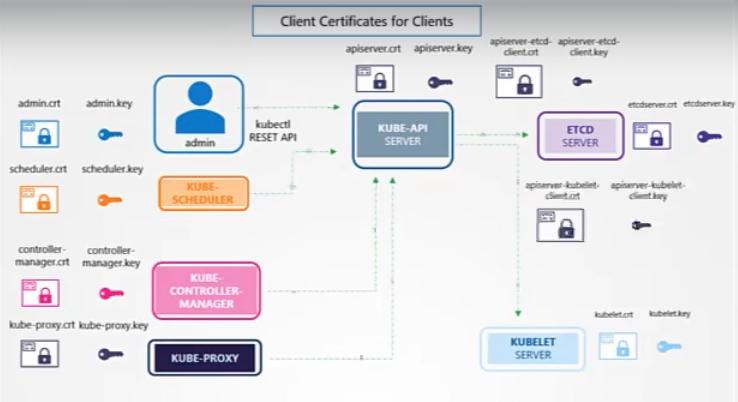 Client Certificates for Clients
apiserver.crt
apiserver.key
apiserver-etcd-
client.crt
apiserver-etcd-
client.key
admin.crt
admin.key
admin
kubectl
RESET API
KUBE-API
SERVER
ETCD
SERVER
etcdserver.crt
etcdserver.key
scheduler.crt
scheduler.key
KUBE-
SCHEDULER
apiserver-kubelet-
client.crt
apiserver-kubelet-
client.key
controller-
manager.crt
controller-
manager.key
KUBE-
CONTROLLER-
MANAGER
kube-proxy.crt
kube-proxy.key
KUBE-PROXY
KUBELET
SERVER
kubelet.crt
kubelet.key